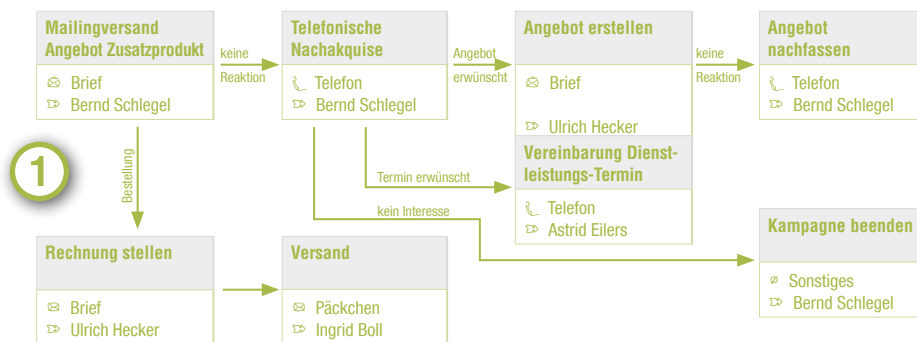 Mailingversand
Angebot Zusatzprodukt
Brief
Bernd Schlegel
keine
Reaktion
Telefonische
Nachakquise
Telefon
Bernd Schlegel
Angebot
erwünscht
Angebot erstellen
Brief
Ulrich Hecker
keine
Reaktion
Angebot
nachfassen
Telefon
Bernd Schlegel
1
Bestellung
Termin erwünscht
Vereinbarung Dienst-
leistungs-Termin
Telefon
Astrid Eilers
kein Interesse
Kampagne beenden
Sonstiges
Bernd Schlegel
Rechnung stellen
Brief
Ulrich Hecker
Versand
Päckchen
Ingrid Boll